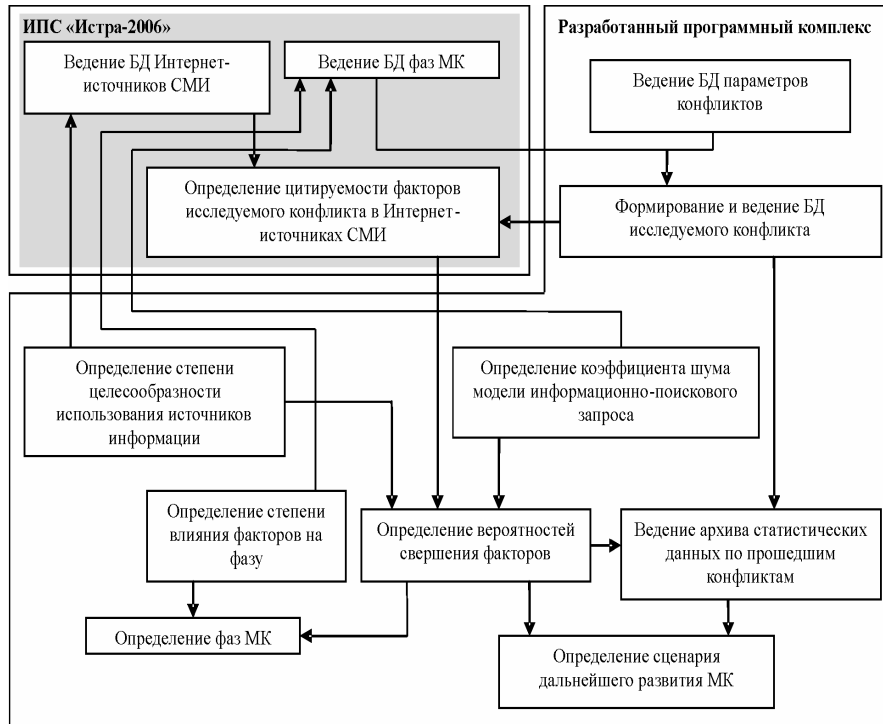 ИПС «Истра-2006»
Разработанный программный комплекс
Ведение БД Интернет-
источников СМИ
Ведение БД фаз МК
Ведение БД параметров
конфликтов
Определение цитируемости факторов
исследуемого конфликта в Интернет-
источниках СМИ
Формирование и ведение БД
исследуемого конфликта
Определение степени
целесообразности
использования источников
информации
Определение коэффициента шума
модели информационно-поискового
запроса
Определение степени
влияния факторов на
фазу
Определение вероятностей
свершения факторов
Ведение архива статистических
данных по прошедшим
конфликтам
Определение фаз МК
Определение сценария
дальнейшего развития МК